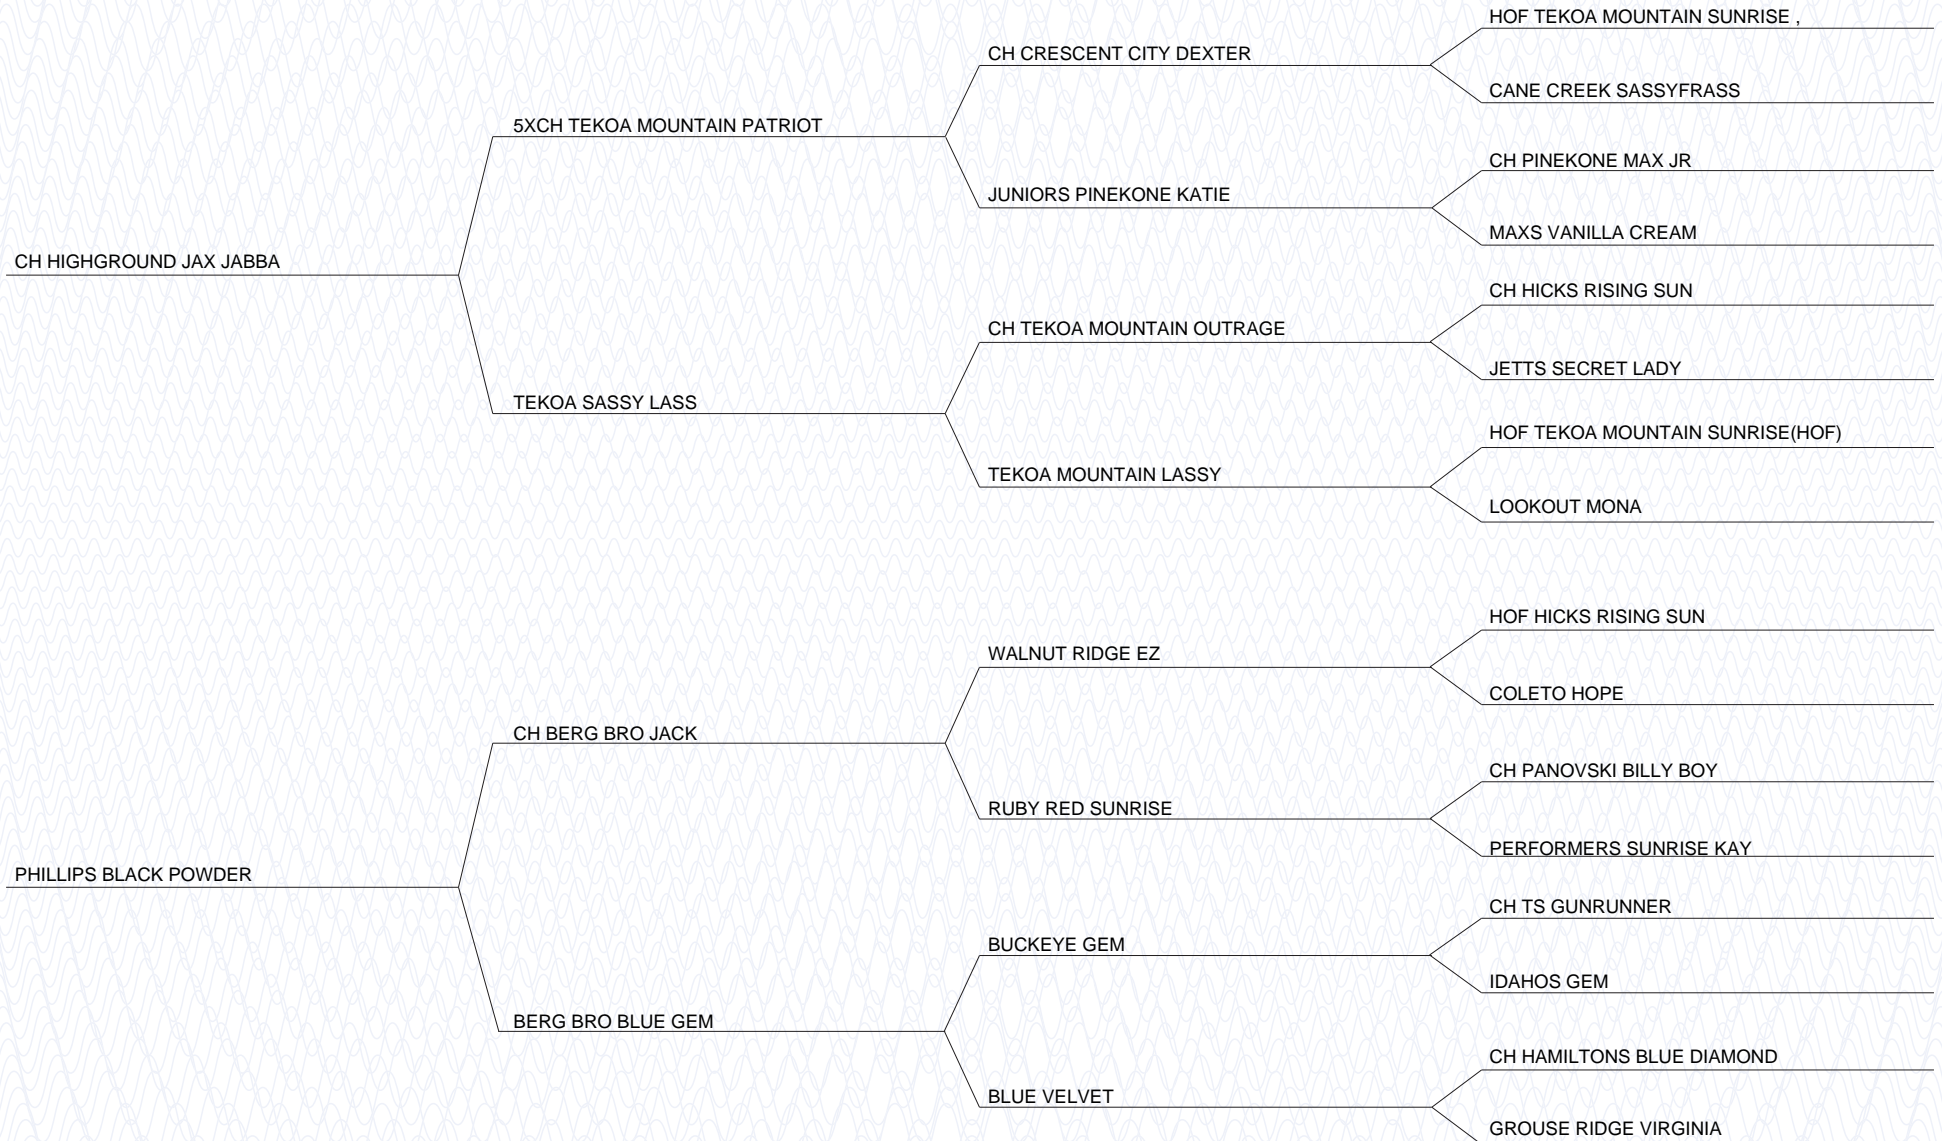 HOF TEKOA MOUNTAIN SUNRISE ,
CH CRESCENT CITY DEXTER
CANE CREEK SASSYFRASS
5XCH TEKOA MOUNTAIN PATRIOT
CH PINEKONE MAX JR
JUNIORS PINEKONE KATIE
MAXS VANILLA CREAM
CH HIGHGROUND JAX JABBA
CH HICKS RISING SUN
CH TEKOA MOUNTAIN OUTRAGE
JETTS SECRET LADY
TEKOA SASSY LASS
HOF TEKOA MOUNTAIN SUNRISE(HOF)
TEKOA MOUNTAIN LASSY
LOOKOUT MONA
HOF HICKS RISING SUN
WALNUT RIDGE EZ
COLETO HOPE
CH BERG BRO JACK
CH PANOVSKI BILLY BOY
RUBY RED SUNRISE
PERFORMERS SUNRISE KAY
PHILLIPS BLACK POWDER
CH TS GUNRUNNER
BUCKEYE GEM
IDAHOS GEM
BERG BRO BLUE GEM
CH HAMILTONS BLUE DIAMOND
BLUE VELVET
GROUSE RIDGE VIRGINIA